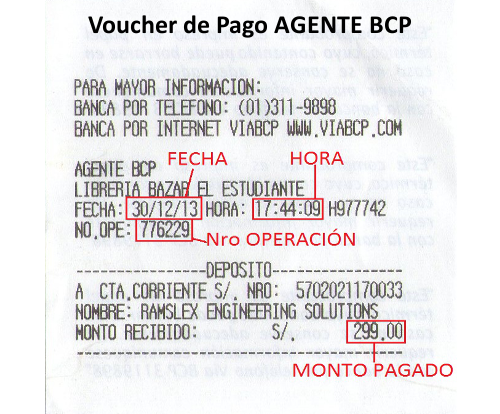 Voucher de Pago AGENTE BCP
PARA MAYOR INFORMACION:
BANCA POR TELEFONO: (01)311-9898
BANCA POR INTERNET VIABCP WWW.VIABCP.COM
FECHA HORA
AGENTE BCP
LIBRERIA BAZAR EL ESTUDIANTE
FECHA: 30/12/13 HORA: 17:44:09 H977742
NO.OPE: 776229
Nro OPERACIÓN
-----------------DEPOSITO-----------------
A CTA.CORRIENTE S/. NRO: 5702021170033
NOMBRE: RAMSLEX ENGINEERING SOLUTIONS
MONTO RECIBIDO: S/. 299.00
MONTO PAGADO